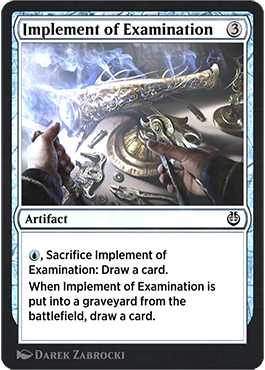 Implement of Examination 3
Artifact
, Sacrifice Implement of
Examination: Draw a card.
When Implement of Examination is
put into a graveyard from the
battlefield, draw a card.
Darek Zabrocki